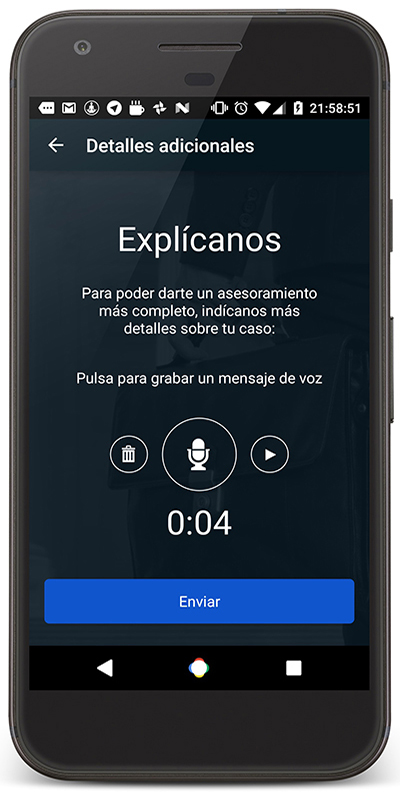 21:58:51
Detalles adicionales
Explícanos
Para poder darte un asesoramiento
más completo, indícanos más
detalles sobre tu caso:
Pulsa para grabar un mensaje de voz
0:04
Enviar